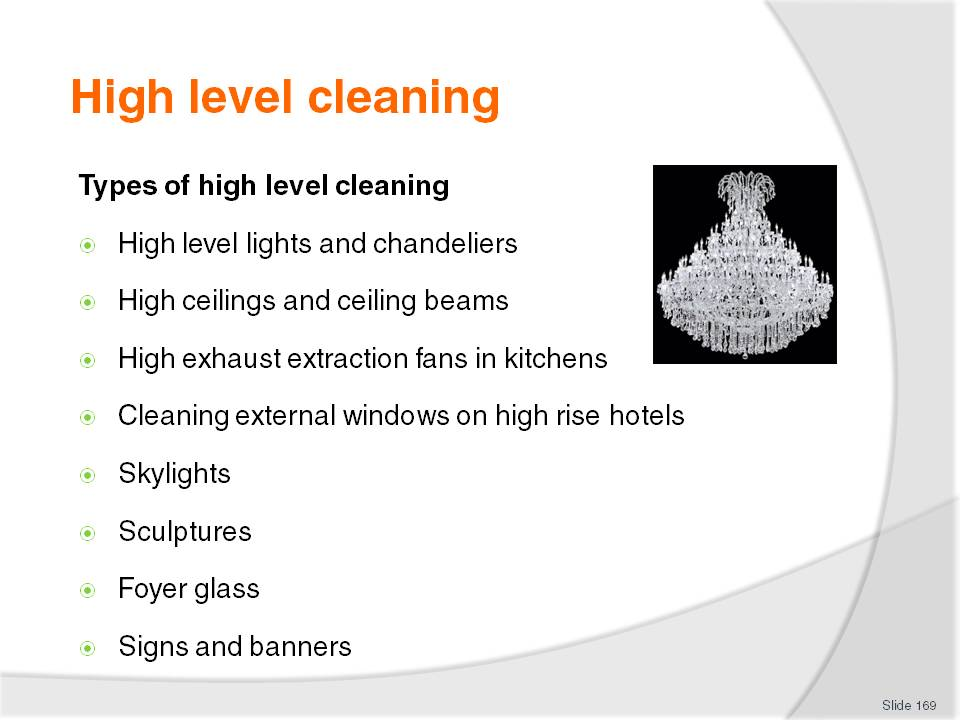 High level cleaning
Types of high level cleaning
High level lights and chandeliers
High ceilings and ceiling beams
High exhaust extraction fans in kitchens
Cleaning external windows on high rise hotels
Skylights
Sculptures
Foyer glass
Signs and banners
Slide 169